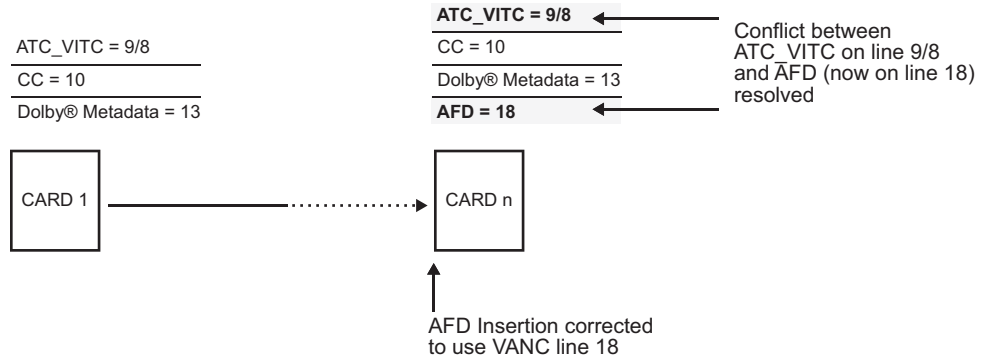 ATC_VITC = 9/8
CC = 10
Dolby® Metadata = 13
CARD 1
ATC_VITC = 9/8
CC = 10
Dolby® Metadata = 13
AFD = 18
CARD n
Conflict between
ATC_VITC on line 9/8
and AFD (now on line 18)
resolved
AFD Insertion corrected
to use VANC line 18